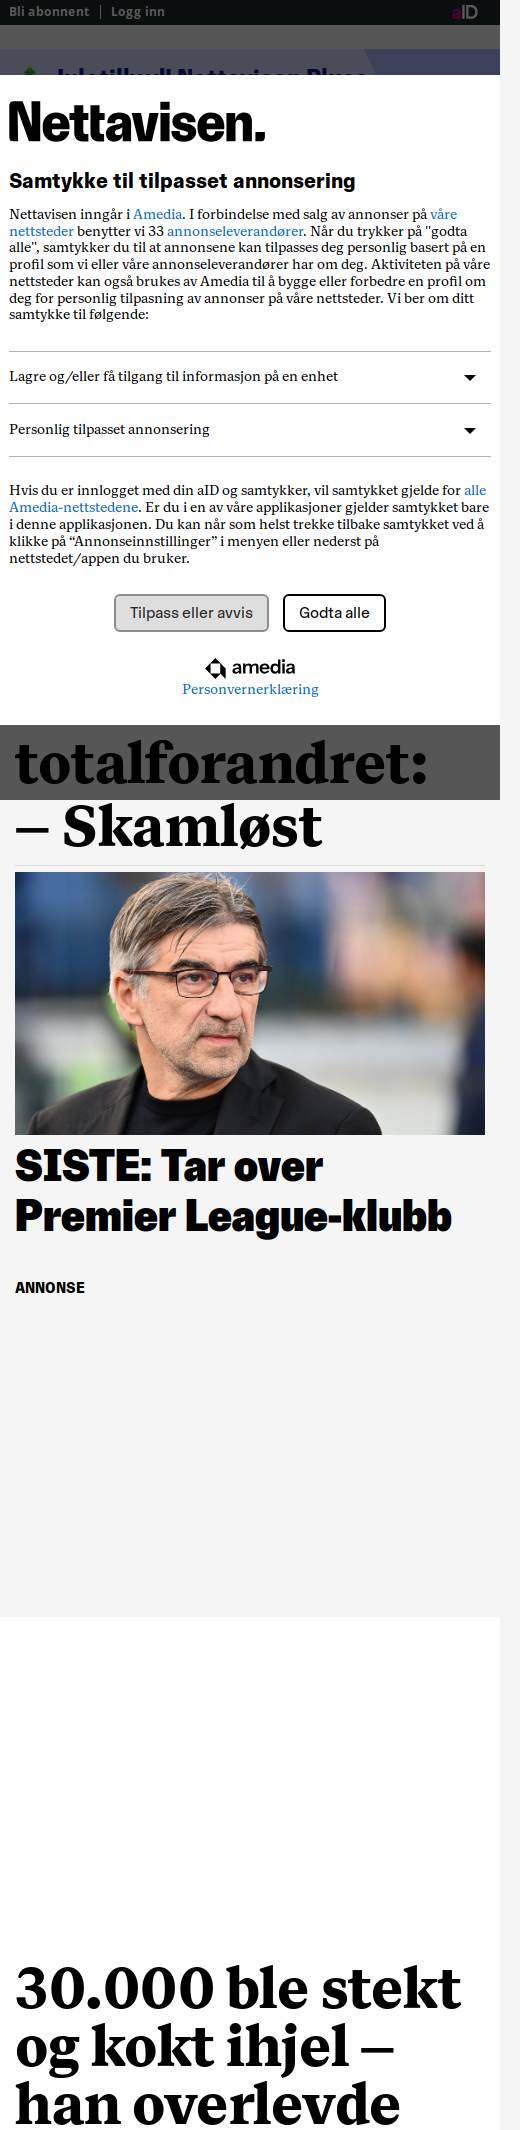 Bli abonnent | Logg inn
aID
Nettavisen.
Samtykke til tilpasset annonsering
Nettavisen inngår i Amedia. I forbindelse med salg av annonser på våre
nettsteder benytter vi 33 annonseleverandører. Når du trykker på "godta
alle", samtykker du til at annonsene kan tilpasses deg personlig basert på en
profil som vi eller våre annonseleverandører har om deg. Aktiviteten på våre
nettsteder kan også brukes av Amedia til å bygge eller forbedre en profil om
deg for personlig tilpasning av annonser på våre nettsteder. Vi ber om ditt
samtykke til følgende:
Lagre og/eller få tilgang til informasjon på en enhet
Personlig tilpasset annonsering
Hvis du er innlogget med din aID og samtykker, vil samtykket gjelde for alle
Amedia-nettstedene. Er du i en av våre applikasjoner gjelder samtykket bare
i denne applikasjonen. Du kan når som helst trekke tilbake samtykket ved å
klikke på “Annonseinnstillinger” i menyen eller nederst på
nettstedet/appen du bruker.
Tilpass eller avvis
Godta alle
amedia
Personvernerklæring
totalforandret:
– Skamløst
SISTE: Tar over
Premier League-klubb
ANNONSE
30.000 ble stekt
og kokt ihjel –
han overlevde